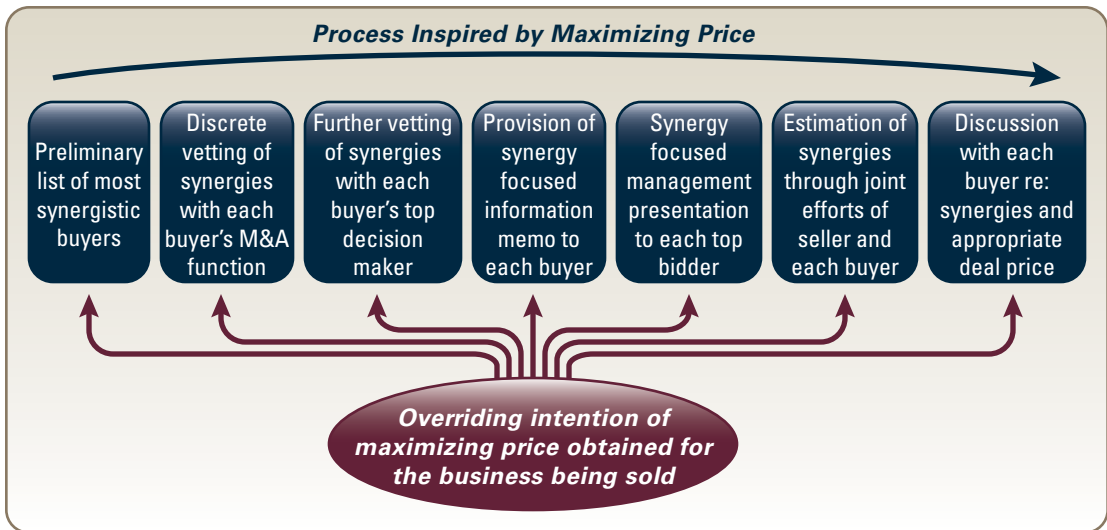 Process Inspired by Maximizing Price
Preliminary
list of most
synergistic
buyers
Discrete
vetting of
synergies
with each
buyer's M&A
function
Further vetting
of synergies
with each
buyer's top
decision
maker
Provision of
synergy
focused
information
memo to
each buyer
Synergy
focused
management
presentation
to each top
bidder
Estimation of
synergies
through joint
efforts of
seller and
each buyer
Discussion
with each
buyer re:
synergies and
appropriate
deal price
Overriding intention of
maximizing price obtained for
the business being sold